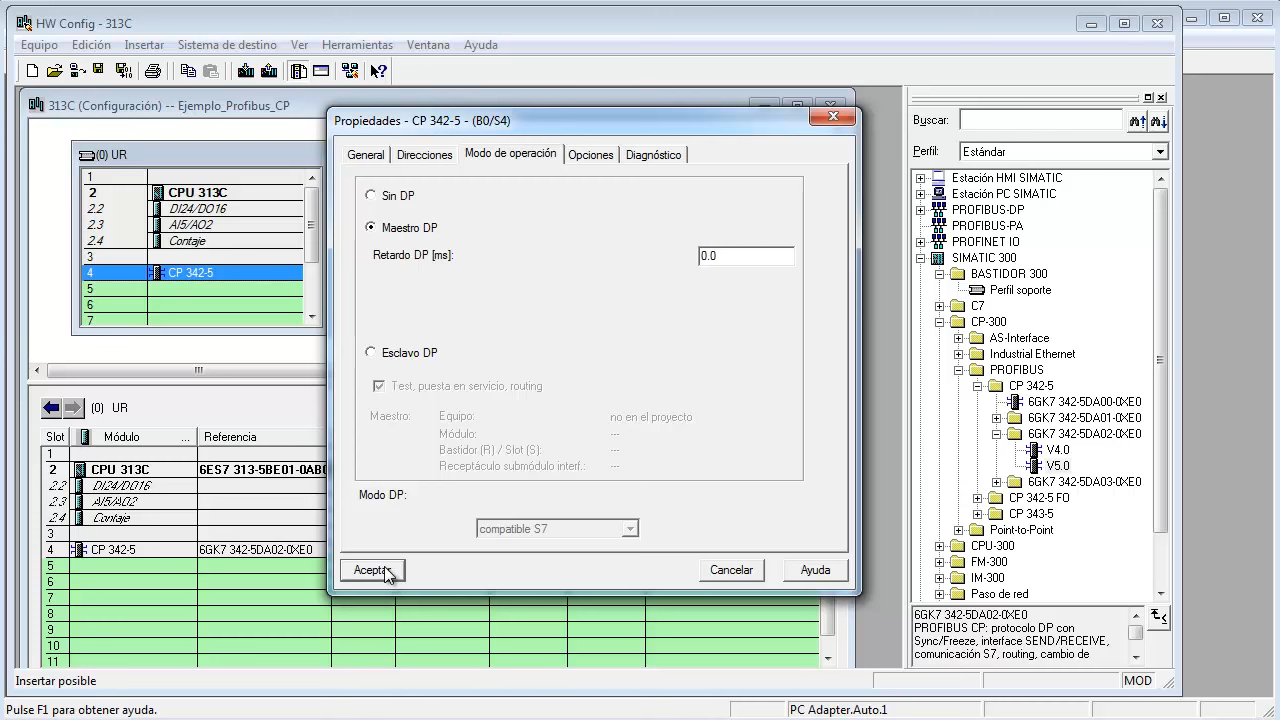 HW Config - 313C
Equipo Edición Insertar Sistema de destino Ver Herramientas Ventana Ayuda
313C (Configuración) -- Ejemplo_Profibus_CP
(0) UR
1
2 CPU 313C
2.2 DI24/DO16
2.3 AI5/AO2
2.4 Contaje
3
4 CP 342-5
5
6
7
(0) UR
Slot Módulo ... Referencia
1
2 CPU 313C 6ES7 313-5BE01-0AB0
2.2 DI24/DO16
2.3 AI5/AO2
2.4 Contaje
3
4 CP 342-5 6GK7 342-5DA02-0XE0
5
6
7
8
9
10
11
Propiedades - CP 342-5 - (B0/S4)
General Direcciones Modo de operación Opciones Diagnóstico
Sin DP
Maestro DP
Retardo DP [ms]: 0.0
Esclavo DP
Test, puesta en servicio, routing
Maestro: Equipo: no en el proyecto
Módulo: ---
Bastidor (R) / Slot (S): ---
Receptáculo submódulo interf.: ---
Modo DP:
compatible S7
Aceptar Cancelar Ayuda
Buscar:
Perfil: Estándar
Estación HMI SIMATIC
Estación PC SIMATIC
PROFIBUS-DP
PROFIBUS-PA
PROFINET IO
SIMATIC 300
BASTIDOR 300
Perfil soporte
C7
CP-300
AS-Interface
Industrial Ethernet
PROFIBUS
CP 342-5
6GK7 342-5DA00-0XE0
6GK7 342-5DA01-0XE0
6GK7 342-5DA02-0XE0
V4.0
V5.0
6GK7 342-5DA03-0XE0
CP 342-5 FO
CP 343-5
Point-to-Point
CPU-300
FM-300
IM-300
Paso de red
6GK7 342-5DA02-0XE0
PROFIBUS CP: protocolo DP con
Sync/Freeze, interface SEND/RECEIVE,
comunicación S7, routing, cambio de
Insertar posible MOD
Pulse F1 para obtener ayuda. PC Adapter.Auto.1